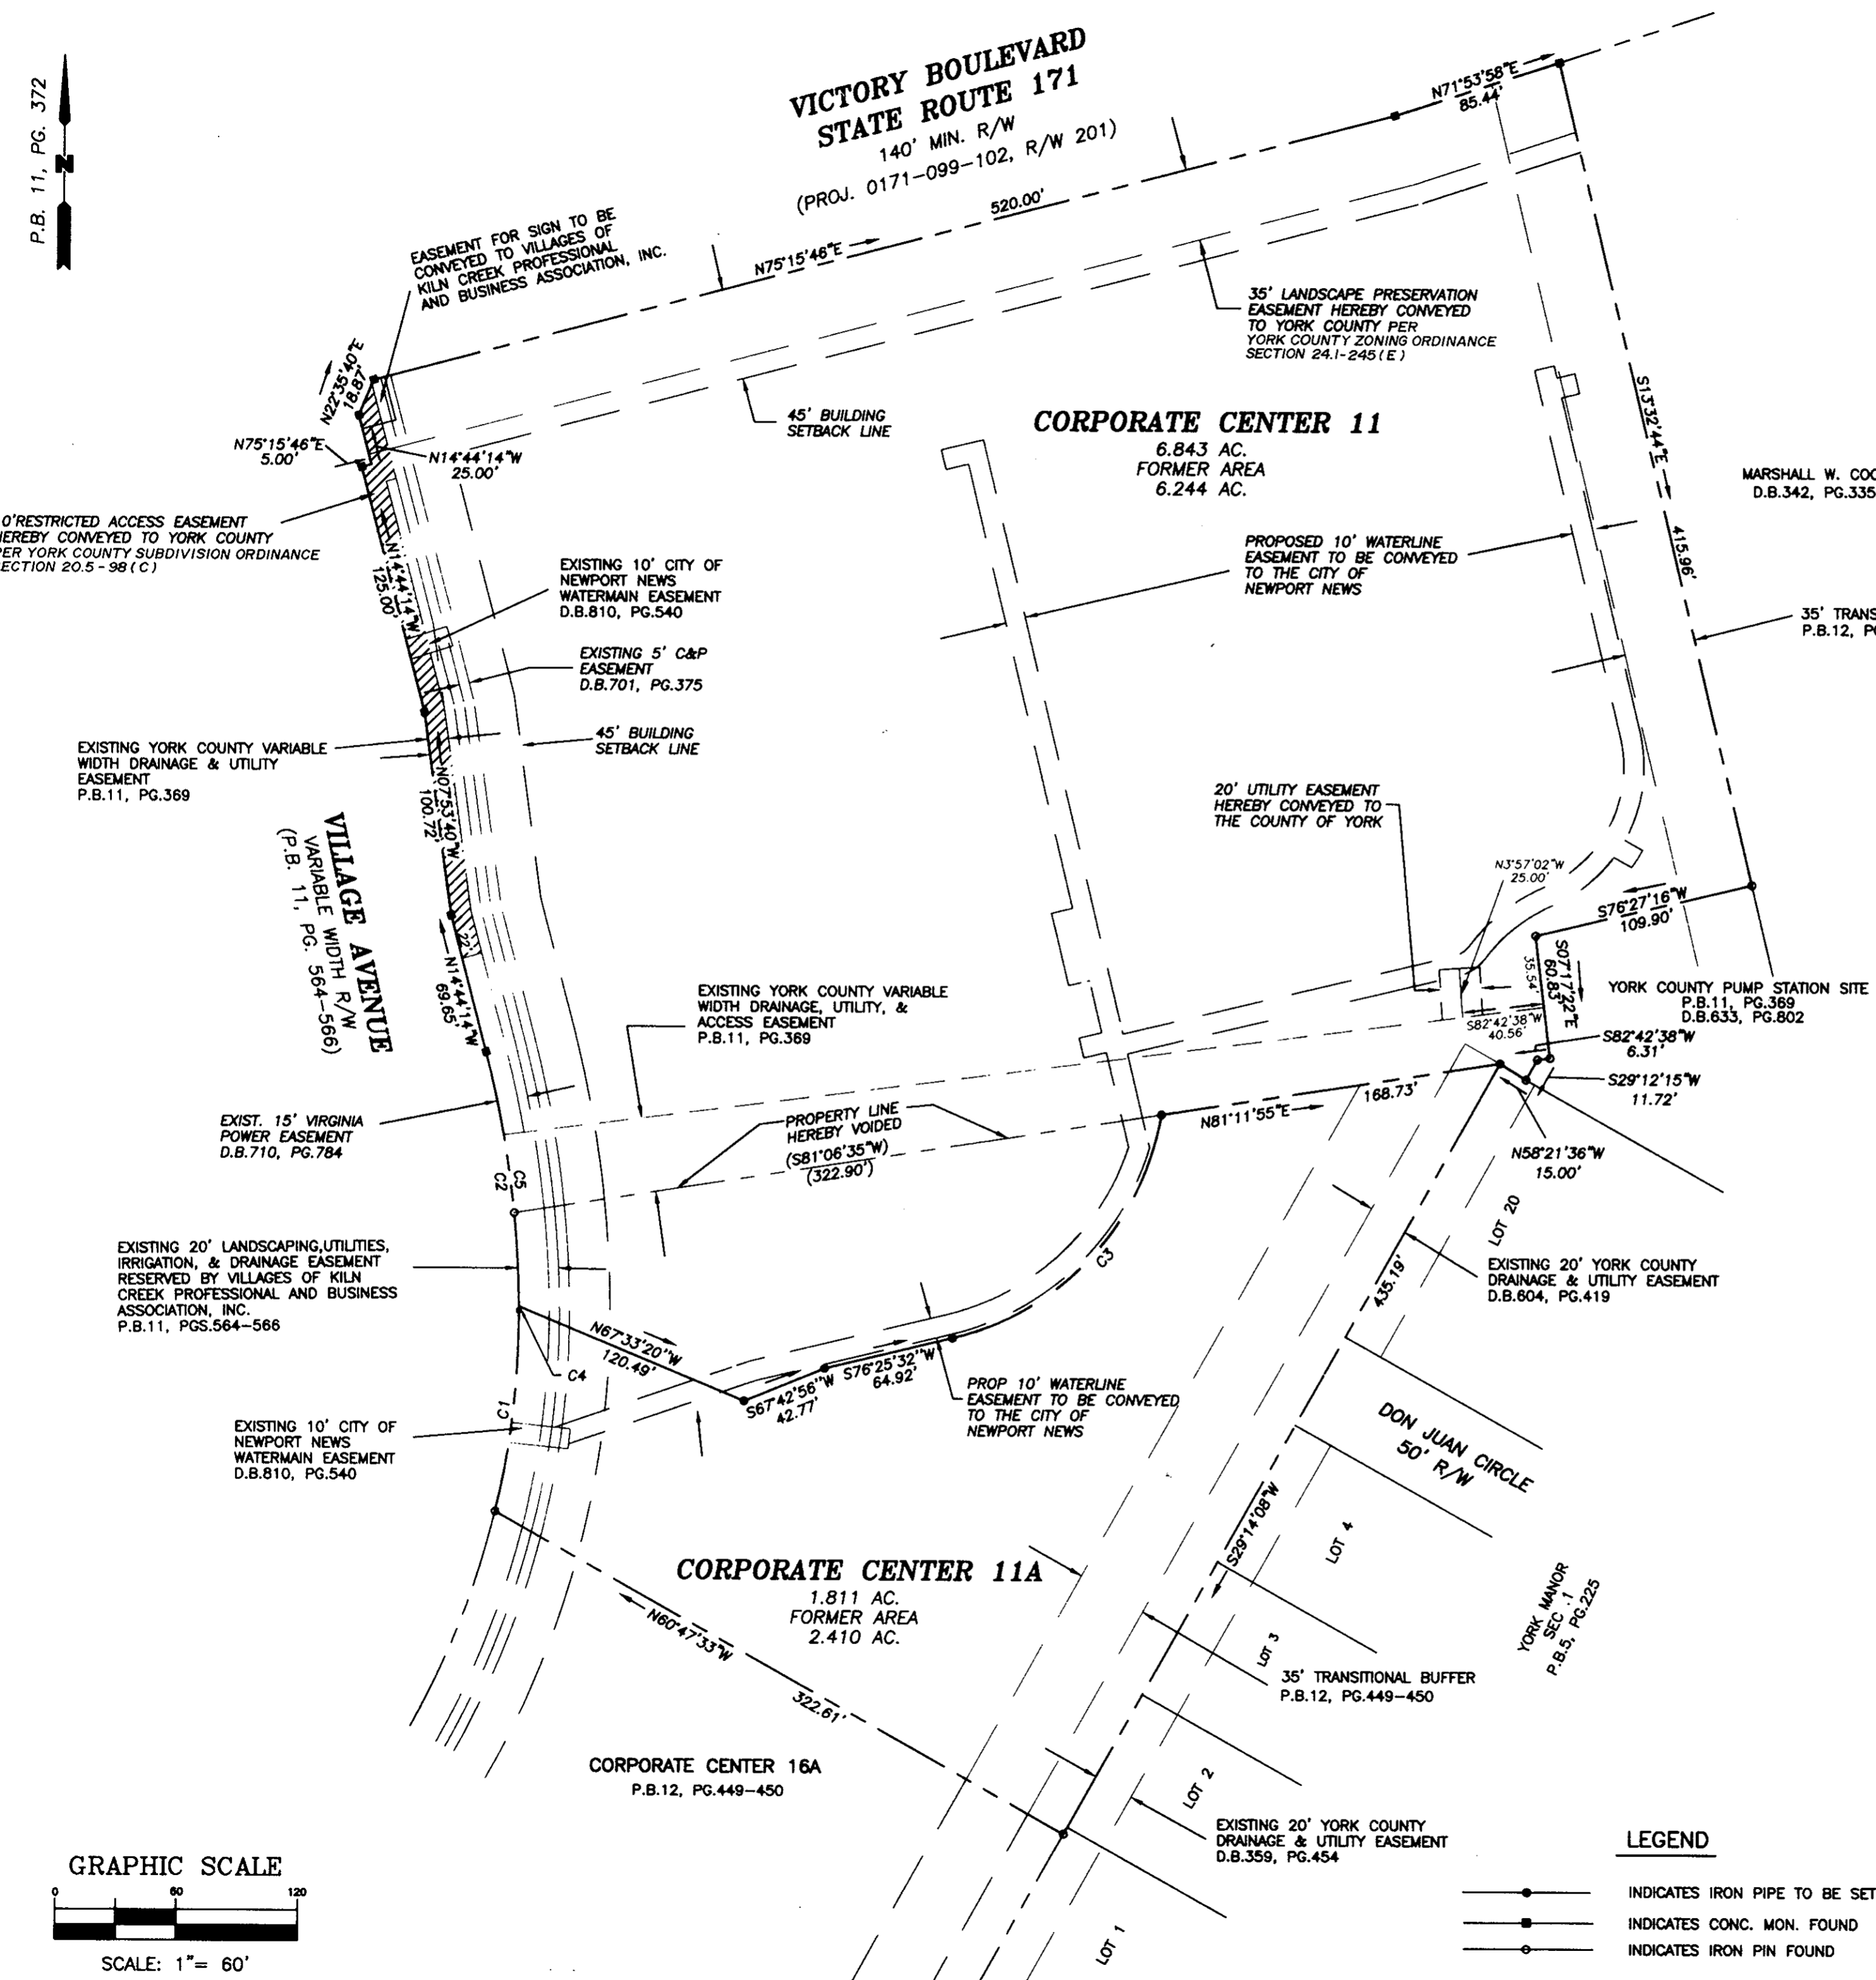 P.B. 11, PG. 372
N
VICTORY BOULEVARD
STATE ROUTE 171
140' MIN. R/W
(PROJ. 0171-099-102, R/W 201)
N71°53'58"E
85.44'
520.00'
N75°15'46"E
EASEMENT FOR SIGN TO BE
CONVEYED TO VILLAGES OF
KILN CREEK PROFESSIONAL
AND BUSINESS ASSOCIATION, INC.
35' LANDSCAPE PRESERVATION
EASEMENT HEREBY CONVEYED
TO YORK COUNTY PER
YORK COUNTY ZONING ORDINANCE
SECTION 24.1-245(E)
N22°35'40"E
18.87'
45' BUILDING
SETBACK LINE
CORPORATE CENTER 11
6.843 AC.
FORMER AREA
6.244 AC.
N75°15'46"E
5.00'
N14°44'14"W
25.00'
S13°32'44"E
415.96'
MARSHALL W. COO
D.B.342, PG.335
0'RESTRICTED ACCESS EASEMENT
HEREBY CONVEYED TO YORK COUNTY
PER YORK COUNTY SUBDIVISION ORDINANCE
SECTION 20.5-98(C)
N14°44'14"W
125.00'
EXISTING 10' CITY OF
NEWPORT NEWS
WATERMAIN EASEMENT
D.B.810, PG.540
PROPOSED 10' WATERLINE
EASEMENT TO BE CONVEYED
TO THE CITY OF
NEWPORT NEWS
35' TRANS
P.B.12, PG
EXISTING 5' C&P
EASEMENT
D.B.701, PG.375
45' BUILDING
SETBACK LINE
EXISTING YORK COUNTY VARIABLE
WIDTH DRAINAGE & UTILITY
EASEMENT
P.B.11, PG.369
N07°53'40"W
100.72'
20' UTILITY EASEMENT
HEREBY CONVEYED TO
THE COUNTY OF YORK
VILLAGE AVENUE
VARIABLE WIDTH R/W
(P.B. 11, PG. 564-566)
N3°57'02"W
25.00'
S76°27'16"W
109.90'
22'
N14°44'14"W
69.65'
S07°17'22"E
60.83'
35.54'
EXISTING YORK COUNTY VARIABLE
WIDTH DRAINAGE, UTILITY, &
ACCESS EASEMENT
P.B.11, PG.369
YORK COUNTY PUMP STATION SITE
P.B.11, PG.369
D.B.633, PG.802
S82°42'38"W
40.56'
S82°42'38"W
6.31'
S29°12'15"W
11.72'
EXIST. 15' VIRGINIA
POWER EASEMENT
D.B.710, PG.784
PROPERTY LINE
HEREBY VOIDED
(S81°06'35"W)
(322.90')
N81°11'55"E
168.73'
N58°21'36"W
15.00'
C5
C2
LOT 20
EXISTING 20' LANDSCAPING,UTILITIES,
IRRIGATION, & DRAINAGE EASEMENT
RESERVED BY VILLAGES OF KILN
CREEK PROFESSIONAL AND BUSINESS
ASSOCIATION, INC.
P.B.11, PGS.564-566
C3
435.19'
EXISTING 20' YORK COUNTY
DRAINAGE & UTILITY EASEMENT
D.B.604, PG.419
N67°33'20"W
120.49'
C4
S67°42'56"W
42.77'
S76°25'32"W
64.92'
PROP 10' WATERLINE
EASEMENT TO BE CONVEYED
TO THE CITY OF
NEWPORT NEWS
C1
EXISTING 10' CITY OF
NEWPORT NEWS
WATERMAIN EASEMENT
D.B.810, PG.540
DON JUAN CIRCLE
50' R/W
S29°14'08"W
LOT 4
CORPORATE CENTER 11A
1.811 AC.
FORMER AREA
2.410 AC.
YORK MANOR
SEC .1
P.B.5, PG.225
N60°47'33"W
322.61'
LOT 3
35' TRANSITIONAL BUFFER
P.B.12, PG.449-450
CORPORATE CENTER 16A
P.B.12, PG.449-450
LOT 2
EXISTING 20' YORK COUNTY
DRAINAGE & UTILITY EASEMENT
D.B.359, PG.454
LOT 1
GRAPHIC SCALE
0 60 120
SCALE: 1"= 60'
LEGEND
INDICATES IRON PIPE TO BE SET
INDICATES CONC. MON. FOUND
INDICATES IRON PIN FOUND